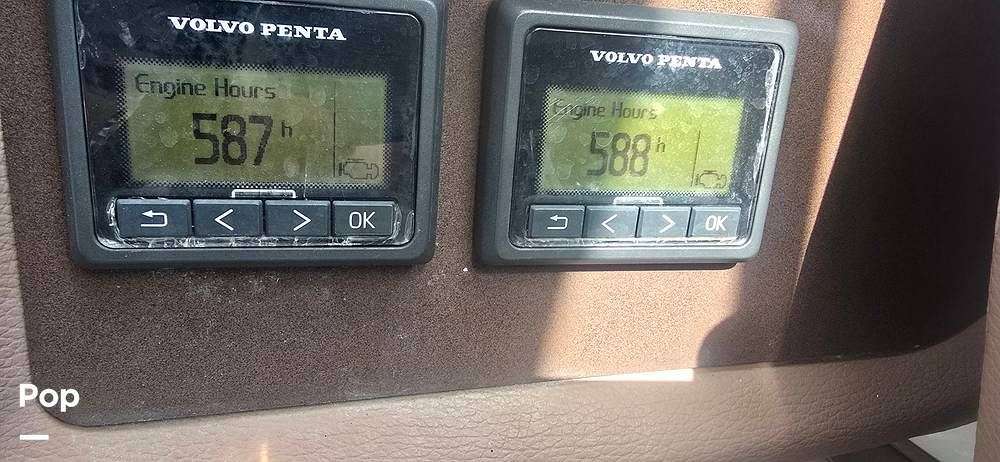 VOLVO PENTA
Engine Hours
587 h
< > OK
VOLVO PENTA
Engine Hours
588 h
< > OK
Pop